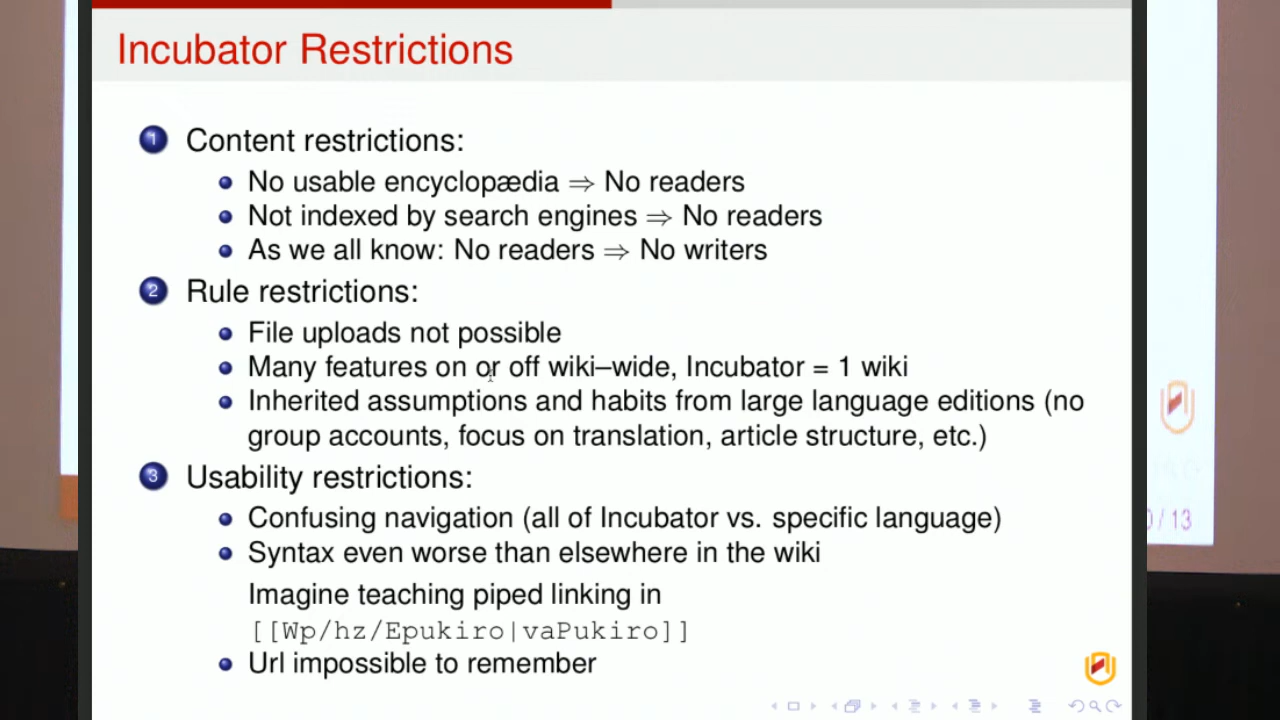 Incubator Restrictions
1 Content restrictions:
No usable encyclopædia ⇒ No readers
Not indexed by search engines ⇒ No readers
As we all know: No readers ⇒ No writers
2 Rule restrictions:
File uploads not possible
Many features on or off wiki–wide, Incubator = 1 wiki
Inherited assumptions and habits from large language editions (no
group accounts, focus on translation, article structure, etc.)
3 Usability restrictions:
Confusing navigation (all of Incubator vs. specific language)
Syntax even worse than elsewhere in the wiki
Imagine teaching piped linking in
[[Wp/hz/Epukiro|vaPukiro]]
Url impossible to remember
/ 13